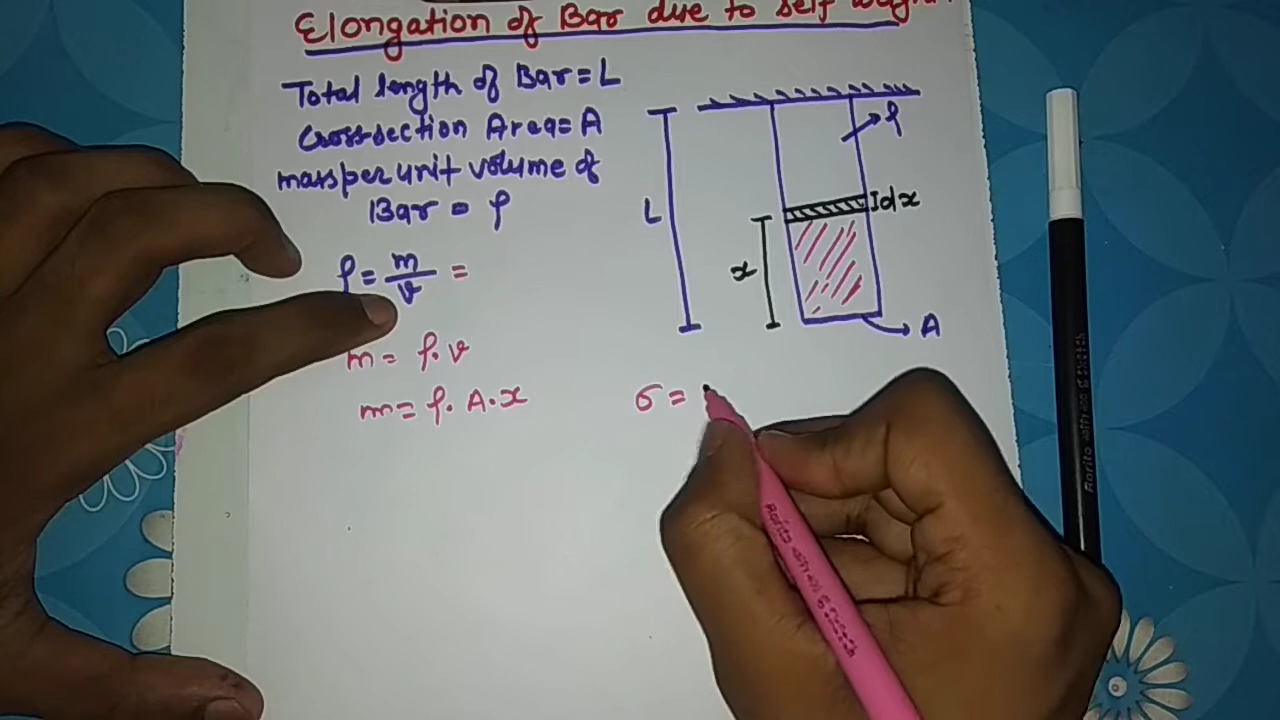 Elongation of Bar due to self weight
Total length of Bar = L
Cross-section Area = A
mass per unit volume of
Bar = ρ
ρ = m/v =
m = ρ. v
m = ρ. A. x
σ =
L
x
ρ
dx
A